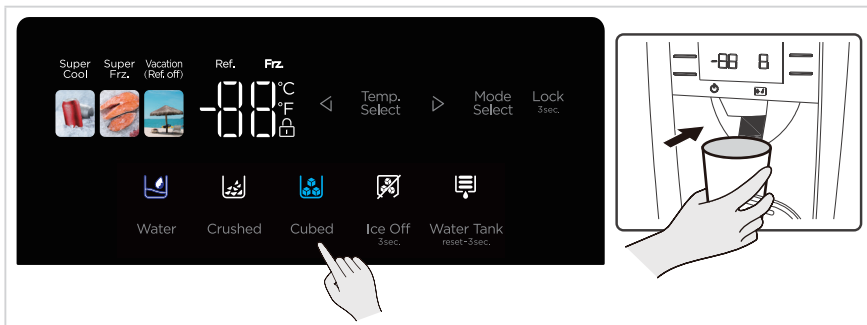 Super Cool
Super Frz.
Vacation (Ref. off)
Ref.
Frz.
-88 °C °F
Temp. Select
Mode Select
Lock 3sec.
-88 8
Water
Crushed
Cubed
Ice Off 3sec.
Water Tank reset-3sec.